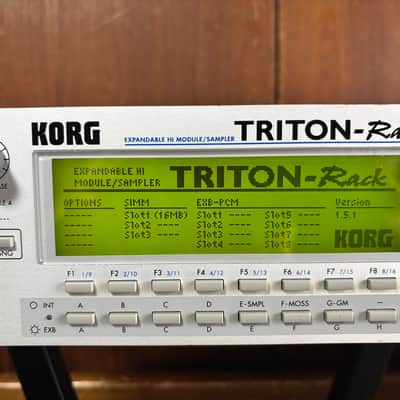 KORG
EXPANDABLE HI MODULE/SAMPLER
TRITON-Rack
EXPANDABLE HI
MODULE/SAMPLER
TRITON-Rack
OPTIONS SIMM EXB-PCM Version
----- Slot1 (16MB) Slot1 ---- Slot5 ---- 1.5.1
----- Slot2 ---- Slot2 ---- Slot6 ----
----- Slot3 ---- Slot3 ---- Slot7 ----
----- Slot4 ---- Slot8 ----
KORG
F1 1/9 F2 2/10 F3 3/11 F4 4/12 F5 5/13 F6 6/14 F7 7/15 F8 8/16
INT A B C D E-SMPL F-MOSS G-GM —
EXB A B C D E F G H